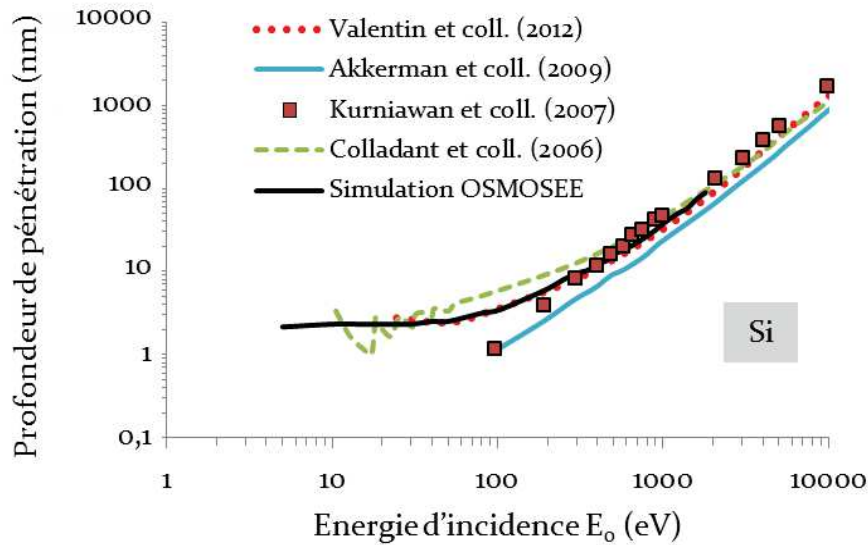 10000
1000
100
10
1
0,1
Profondeur de pénétration (nm)
Valentin et coll. (2012)
Akkerman et coll. (2009)
Kurniawan et coll. (2007)
Colladant et coll. (2006)
Simulation OSMOSEE
Si
1 10 100 1000 10000
Energie d'incidence E₀ (eV)